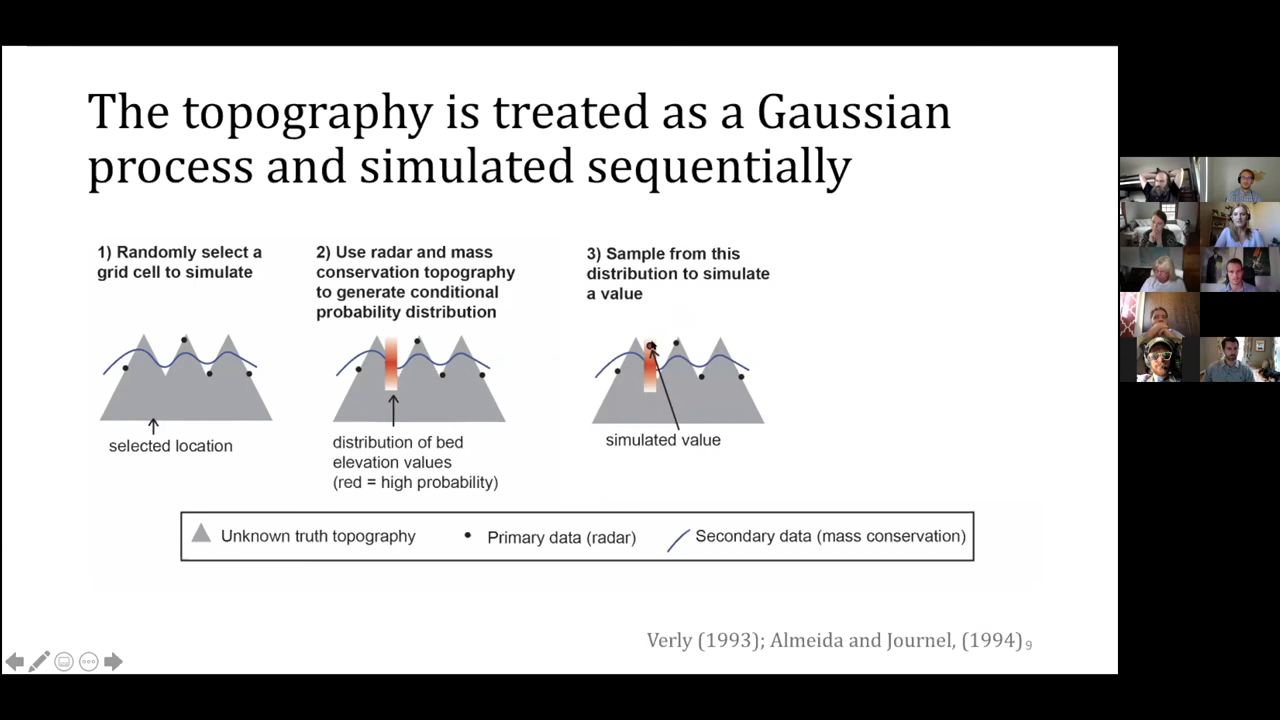 The topography is treated as a Gaussian
process and simulated sequentially
1) Randomly select a
grid cell to simulate
2) Use radar and mass
conservation topography
to generate conditional
probability distribution
3) Sample from this
distribution to simulate
a value
selected location
distribution of bed
elevation values
(red = high probability)
simulated value
Unknown truth topography
Primary data (radar)
Secondary data (mass conservation)
Verly (1993); Almeida and Journel, (1994)
9